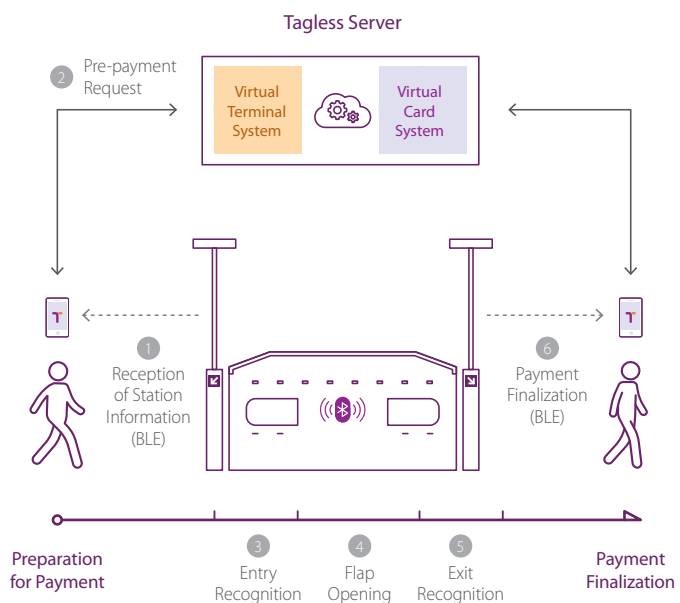 Tagless Server
2 Pre-payment
Request
Virtual
Terminal
System
Virtual
Card
System
T
T
1
Reception
of Station
Information
(BLE)
6
Payment
Finalization
(BLE)
Preparation
for Payment
3
Entry
Recognition
4
Flap
Opening
5
Exit
Recognition
Payment
Finalization